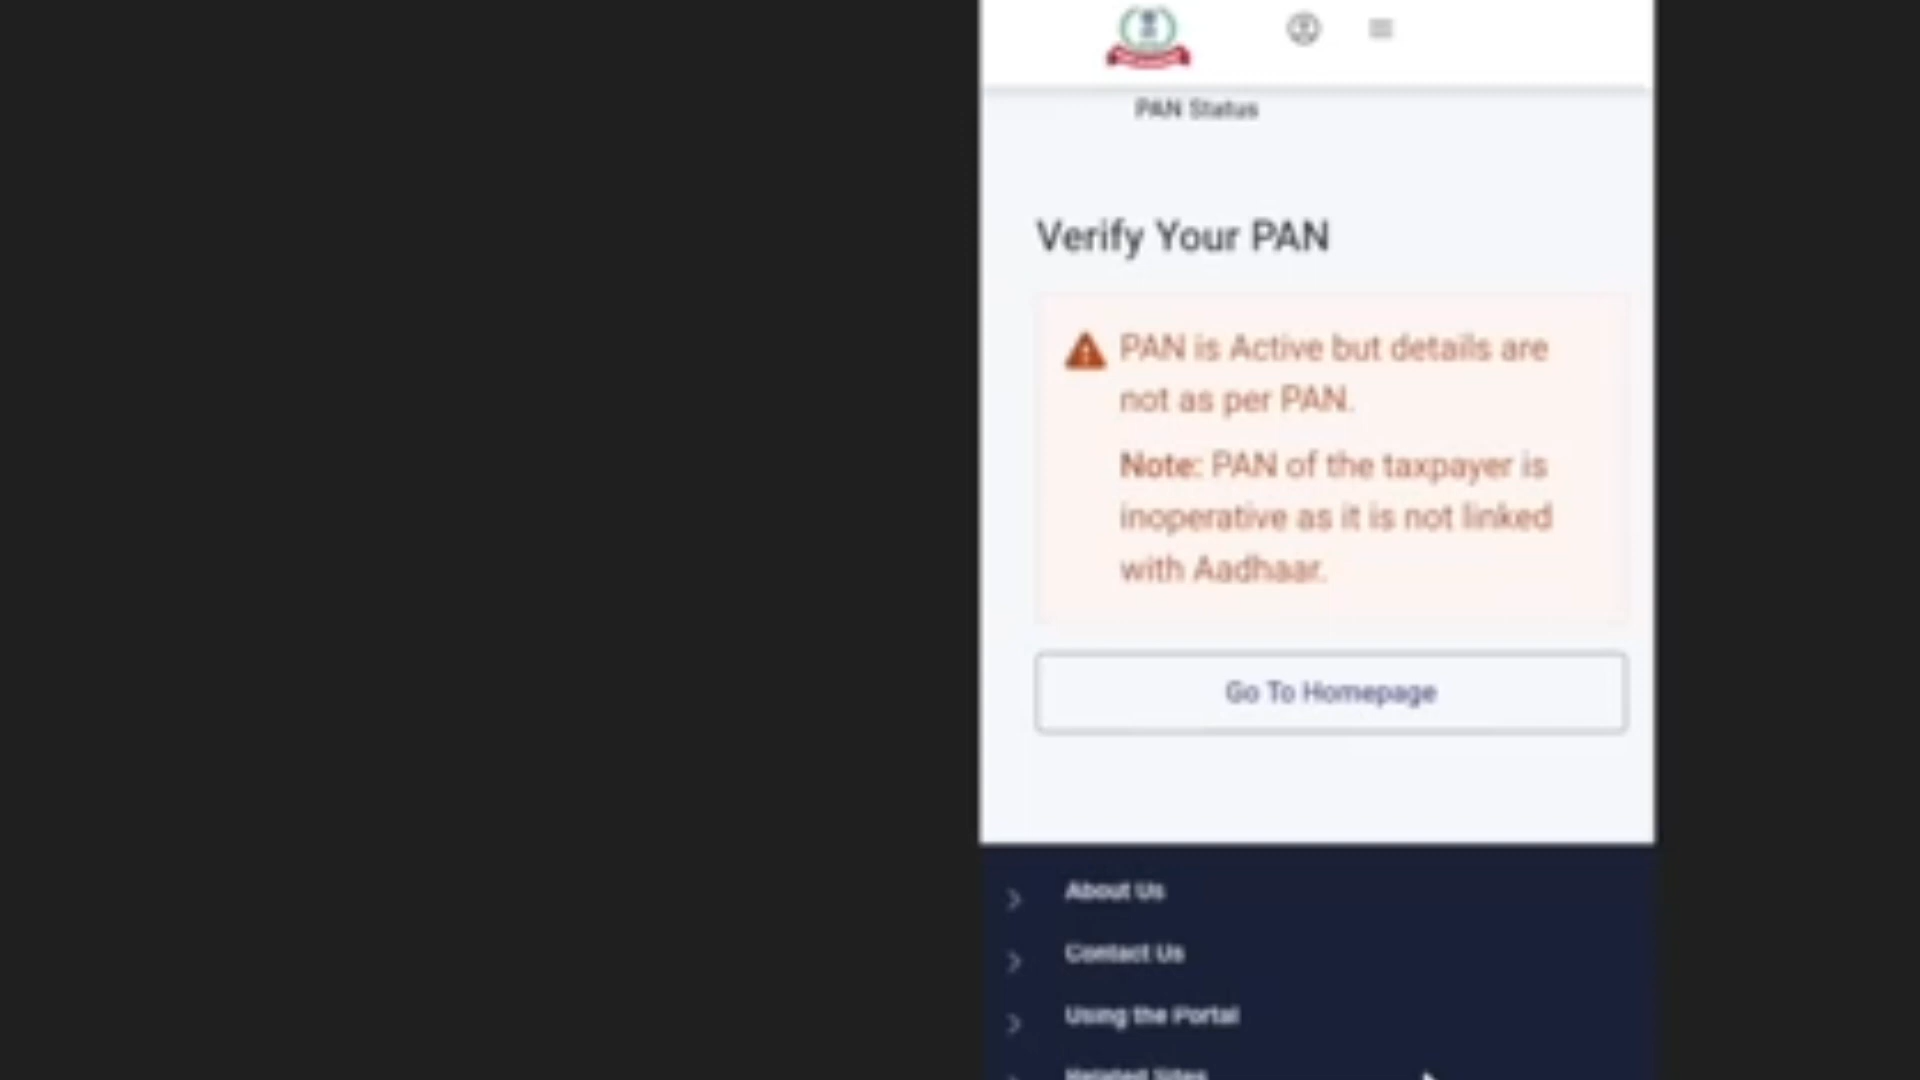 PAN Status
Verify Your PAN
PAN is Active but details are
not as per PAN.
Note: PAN of the taxpayer is
inoperative as it is not linked
with Aadhaar.
Go To Homepage
About Us
Contact Us
Using the Portal
Related Sites